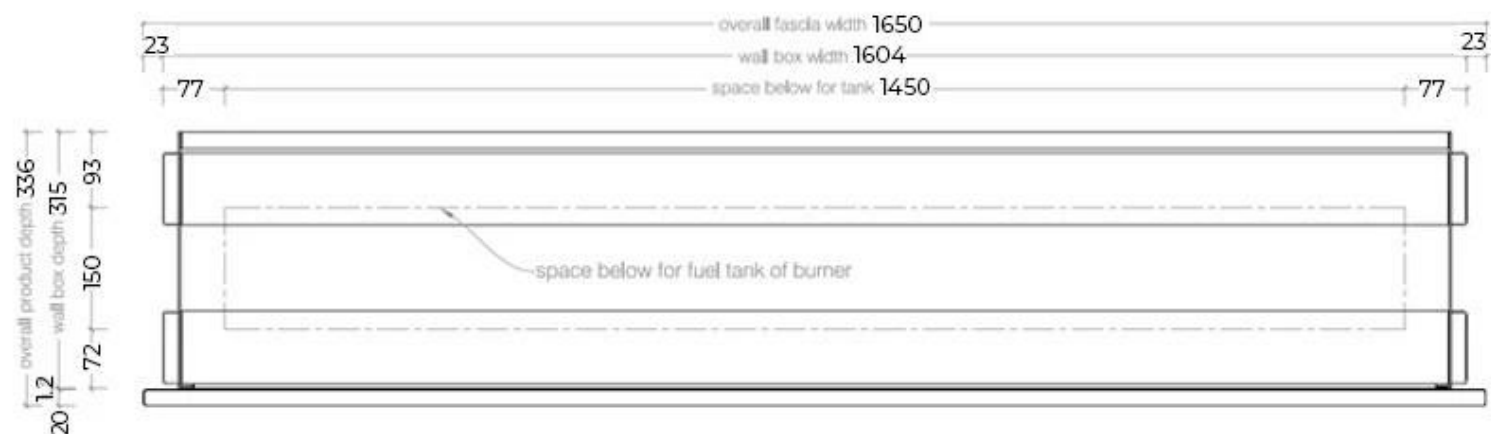 overall fascia width 1650
23
23
wall box width 1604
77
space below for tank 1450
77
overall product depth 336
wall box depth 315
93
150
72
1.2
20
space below for fuel tank of burner